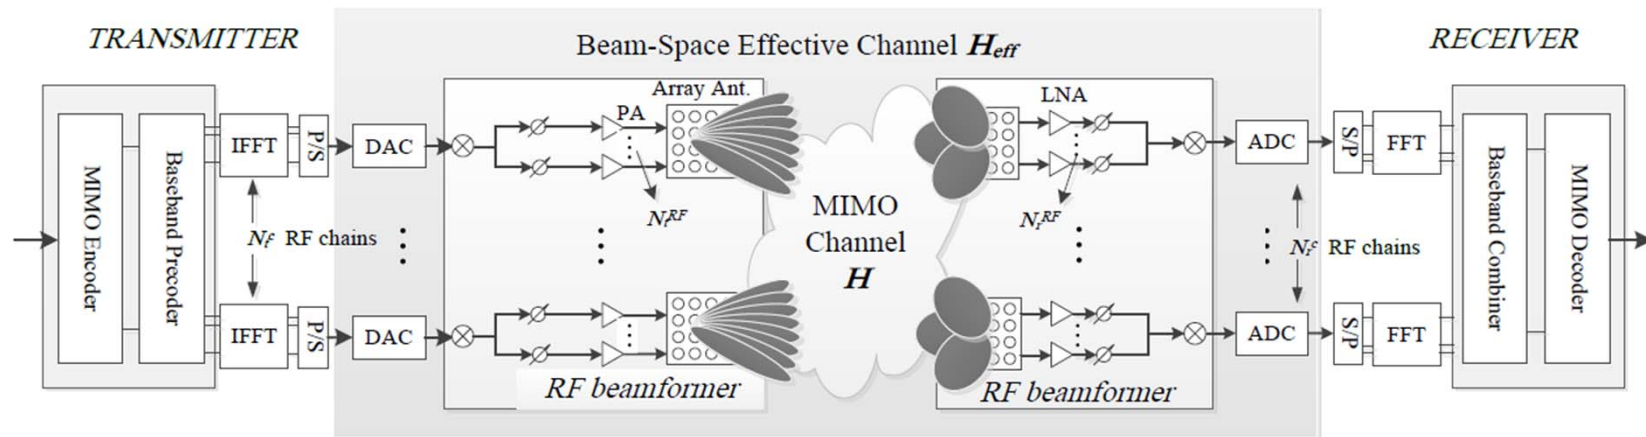 TRANSMITTER
Beam-Space Effective Channel Heff
RECEIVER
MIMO Encoder
Baseband Precoder
IFFT
P/S
DAC
PA
Array Ant.
NtRF
Ntc RF chains
IFFT
P/S
DAC
RF beamformer
MIMO
Channel
H
LNA
NrRF
ADC
S/P
FFT
Nrc RF chains
RF beamformer
ADC
S/P
FFT
Baseband Combiner
MIMO Decoder